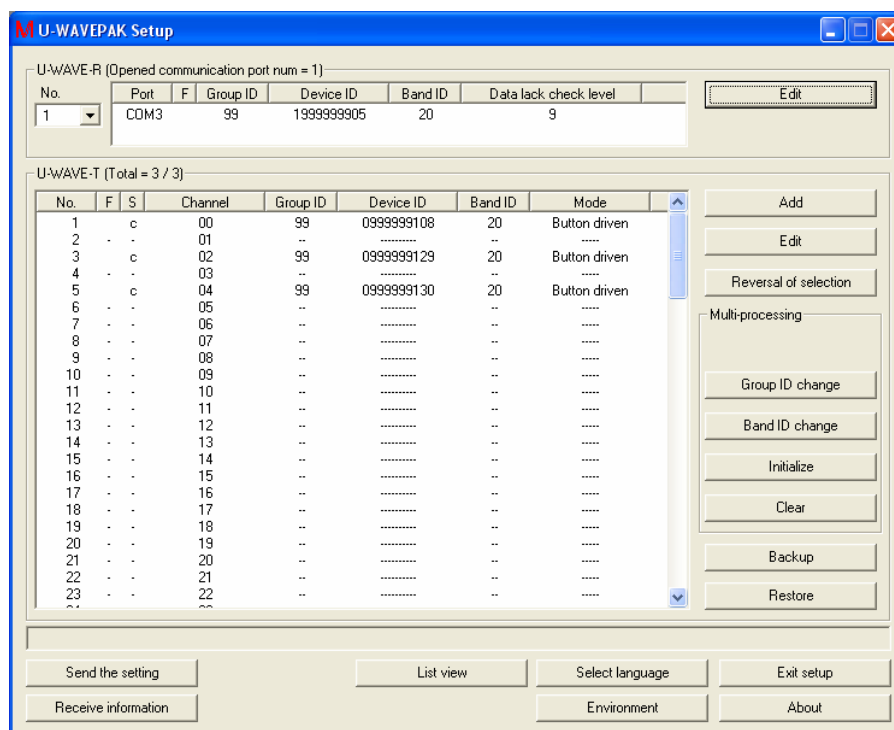 U-WAVEPAK Setup
U-WAVE-R (Opened communication port num = 1)
No. Port F Group ID Device ID Band ID Data lack check level Edit
1 COM3 99 1999999905 20 9
U-WAVE-T (Total = 3 / 3)
No. F S Channel Group ID Device ID Band ID Mode Add
1 c 00 99 0999999108 20 Button driven
2 - - 01 -- ---------- -- ----- Edit
3 c 02 99 0999999129 20 Button driven
4 - - 03 -- ---------- -- ----- Reversal of selection
5 c 04 99 0999999130 20 Button driven
6 - - 05 -- ---------- -- -----
7 - - 06 -- ---------- -- ----- Multi-processing
8 - - 07 -- ---------- -- -----
9 - - 08 -- ---------- -- -----
10 - - 09 -- ---------- -- -----
11 - - 10 -- ---------- -- ----- Group ID change
12 - - 11 -- ---------- -- -----
13 - - 12 -- ---------- -- ----- Band ID change
14 - - 13 -- ---------- -- -----
15 - - 14 -- ---------- -- ----- Initialize
16 - - 15 -- ---------- -- -----
17 - - 16 -- ---------- -- -----
18 - - 17 -- ---------- -- ----- Clear
19 - - 18 -- ---------- -- -----
20 - - 19 -- ---------- -- -----
21 - - 20 -- ---------- -- ----- Backup
22 - - 21 -- ---------- -- -----
23 - - 22 -- ---------- -- ----- Restore
Send the setting List view Select language Exit setup
Receive information Environment About